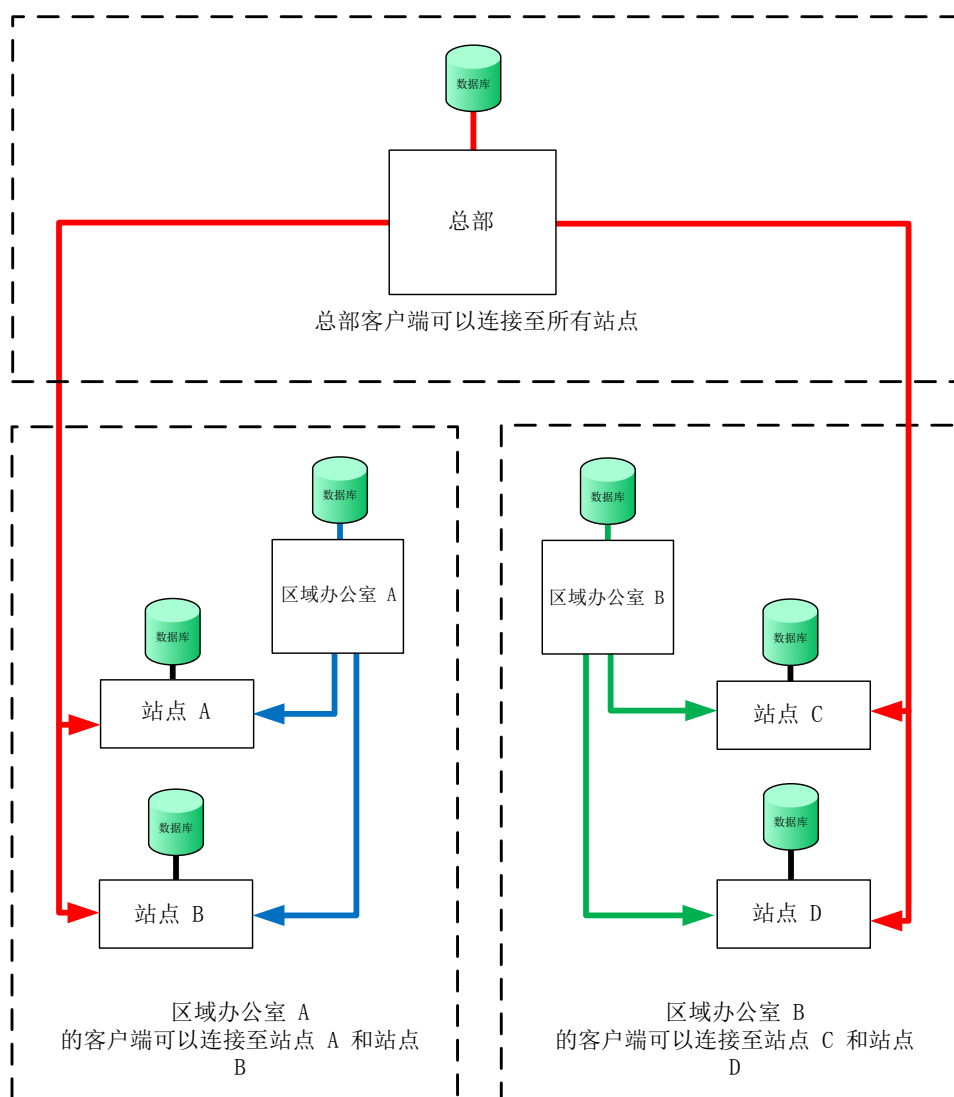 数据库
总部
总部客户端可以连接至所有站点
数据库
区域办公室 A
数据库
站点 A
数据库
站点 B
区域办公室 A
的客户端可以连接至站点 A 和站点
B
数据库
区域办公室 B
数据库
站点 C
数据库
站点 D
区域办公室 B
的客户端可以连接至站点 C 和站点
D